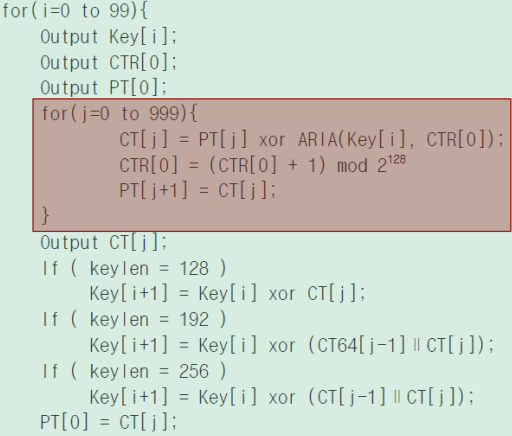 for(i=0 to 99){
Output Key[i];
Output CTR[0];
Output PT[0];
for(j=0 to 999){
CT[j] = PT[j] xor ARIA(Key[i], CTR[0]);
CTR[0] = (CTR[0] + 1) mod 2¹²⁸
PT[j+1] = CT[j];
}
Output CT[j];
If ( keylen = 128 )
Key[i+1] = Key[i] xor CT[j];
If ( keylen = 192 )
Key[i+1] = Key[i] xor (CT64[j-1]∥CT[j]);
If ( keylen = 256 )
Key[i+1] = Key[i] xor (CT[j-1]∥CT[j]);
PT[0] = CT[j];